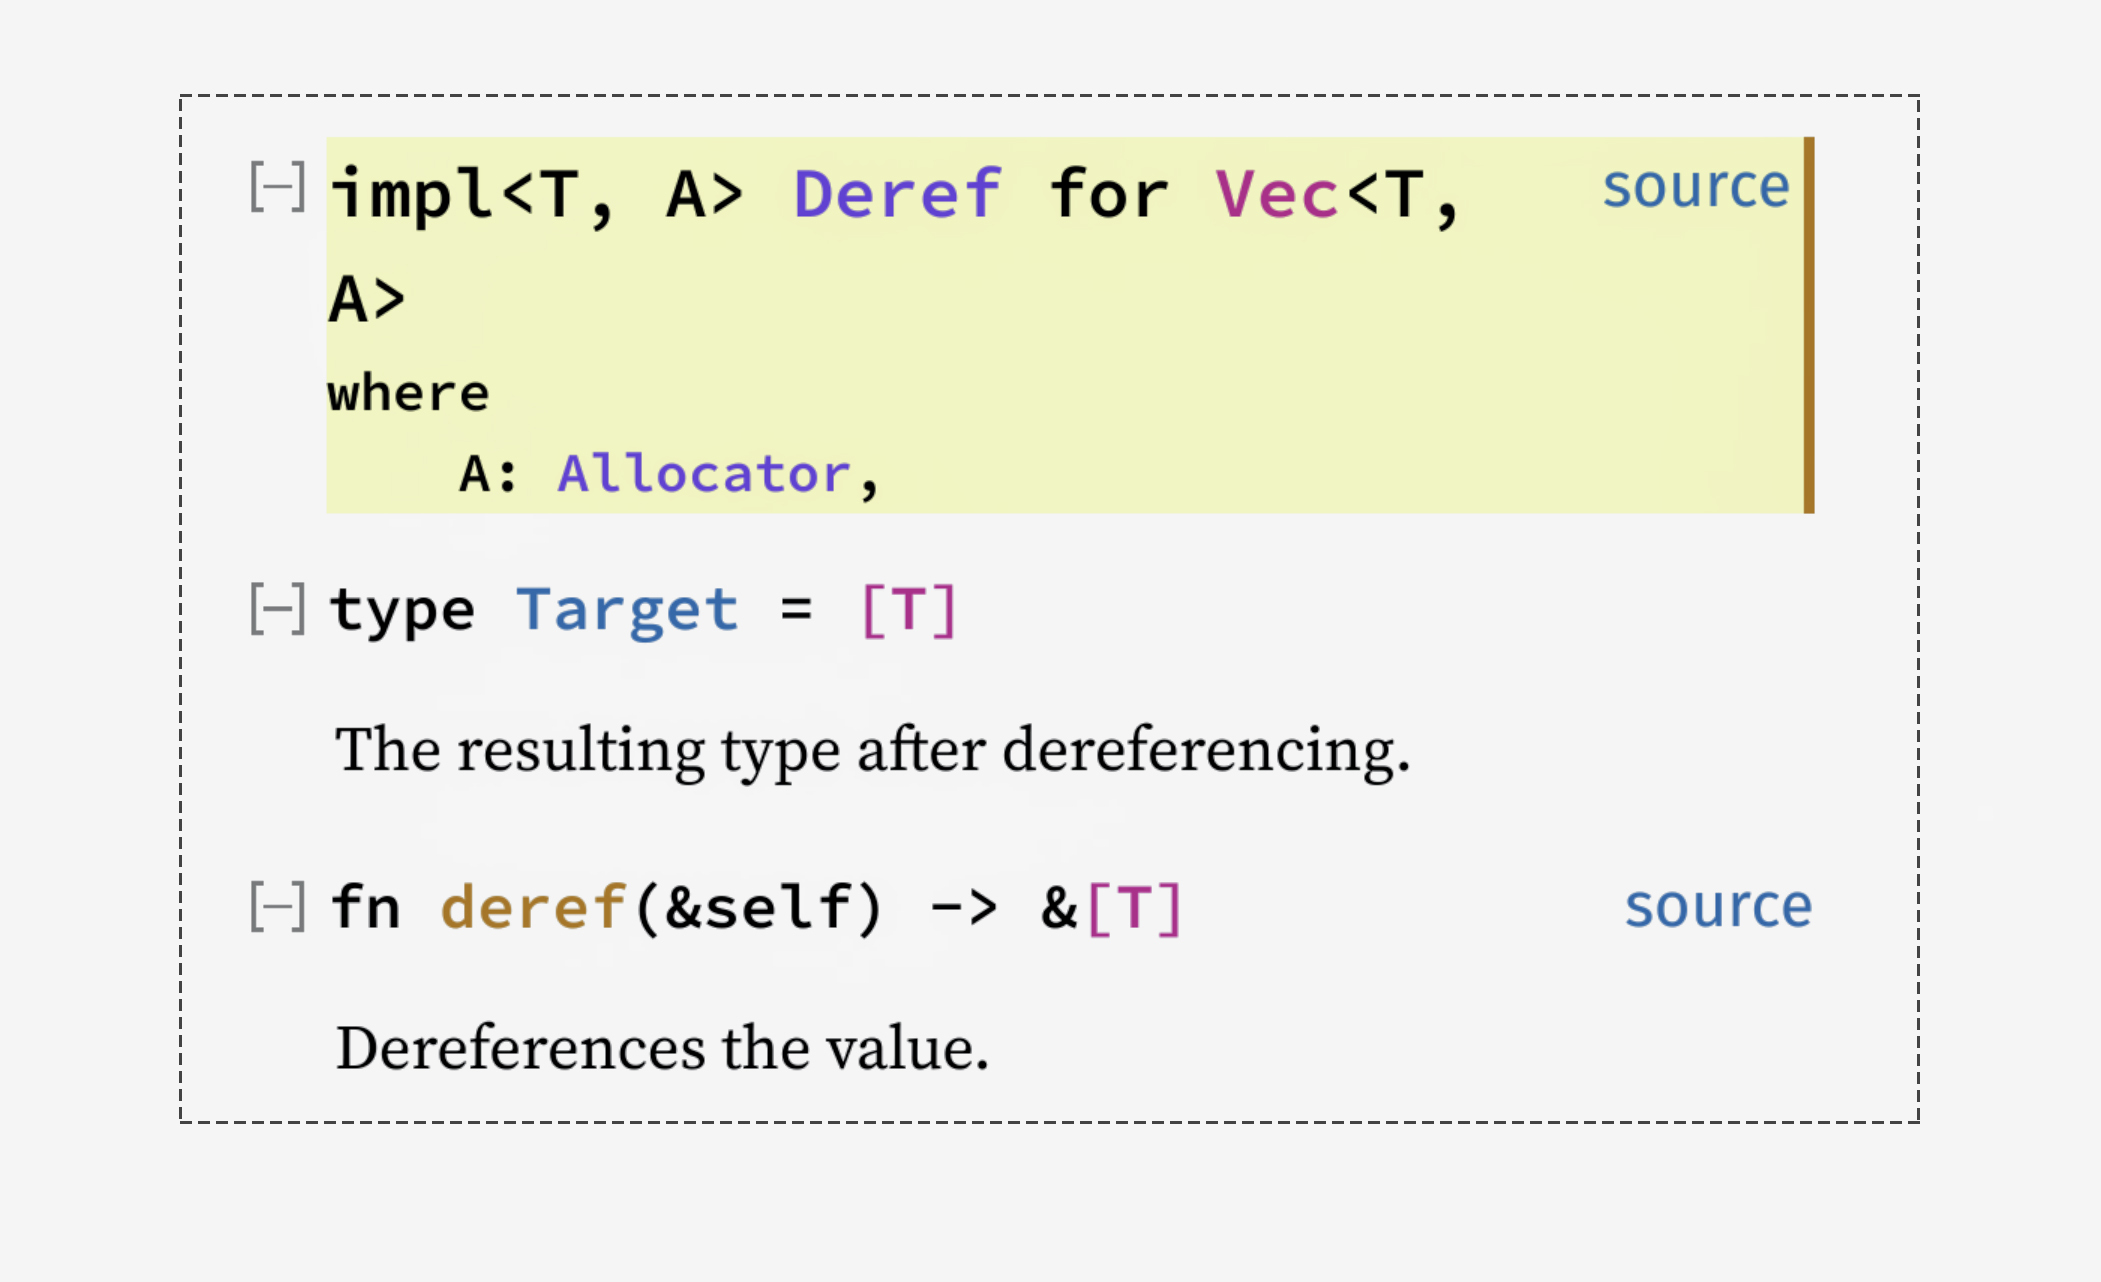 [−] impl<T, A> Deref for Vec<T, source
A>
where
    A: Allocator,
[−] type Target = [T]
The resulting type after dereferencing.
[−] fn deref(&self) -> &[T] source
Dereferences the value.